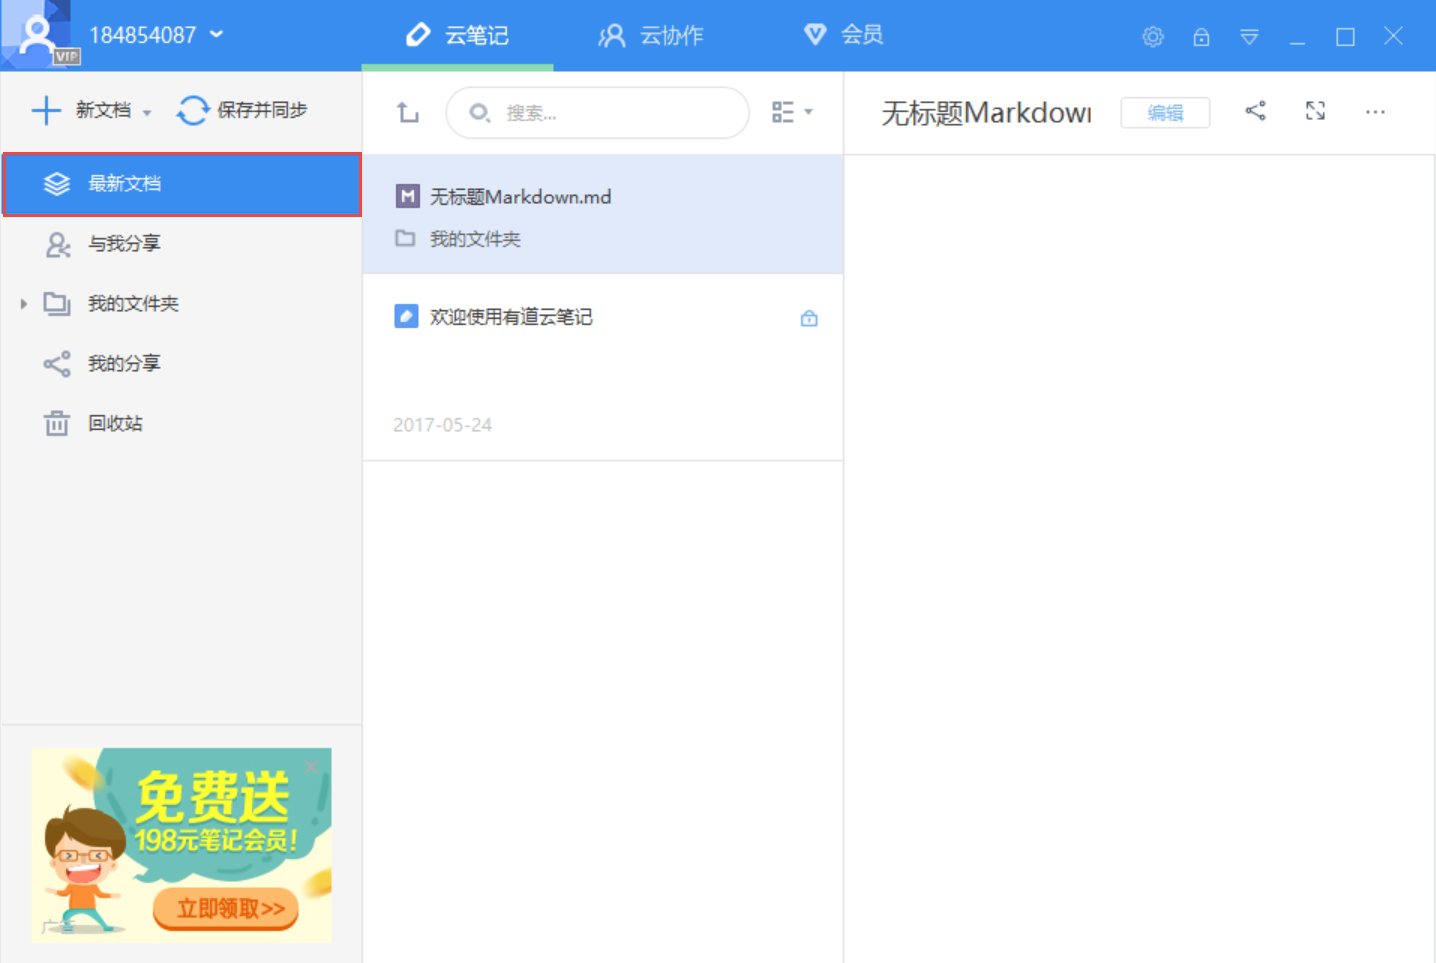 184854087
VIP
云笔记
云协作
会员
新文档
保存并同步
最新文档
与我分享
我的文件夹
我的分享
回收站
搜索...
M
无标题Markdown.md
我的文件夹
欢迎使用有道云笔记
2017-05-24
无标题Markdown
编辑
免费送
198元笔记会员!
立即领取>>
广告